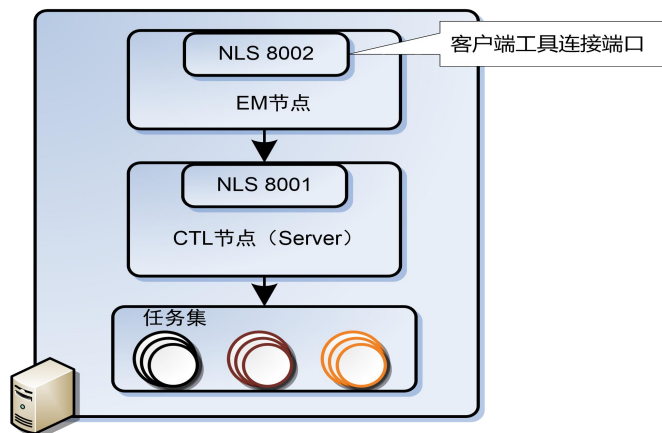 NLS 8002
客户端工具连接端口
EM节点
NLS 8001
CTL节点（Server）
任务集